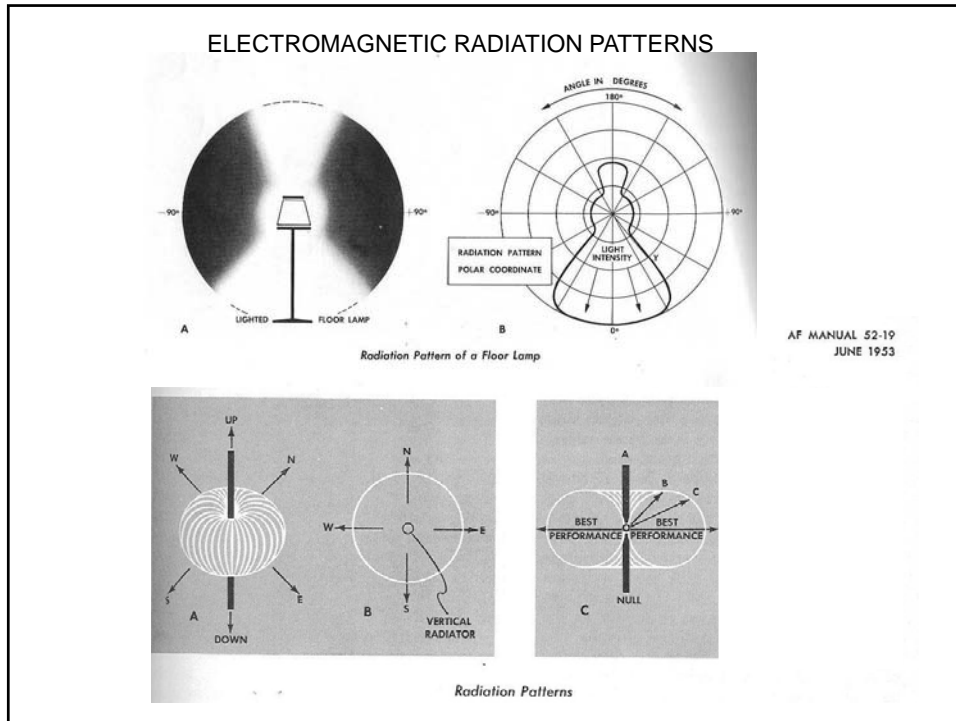 ELECTROMAGNETIC RADIATION PATTERNS
—90°
+90°
LIGHTED
FLOOR LAMP
A
ANGLE IN DEGREES
180°
—90°
+90°
RADIATION PATTERN
POLAR COORDINATE
LIGHT
INTENSITY
Y
B
0°
Radiation Pattern of a Floor Lamp
AF MANUAL 52-19
JUNE 1953
UP
W
N
S
E
A
DOWN
N
W
E
S
B
VERTICAL
RADIATOR
A
B
C
BEST
PERFORMANCE
BEST
PERFORMANCE
NULL
C
Radiation Patterns